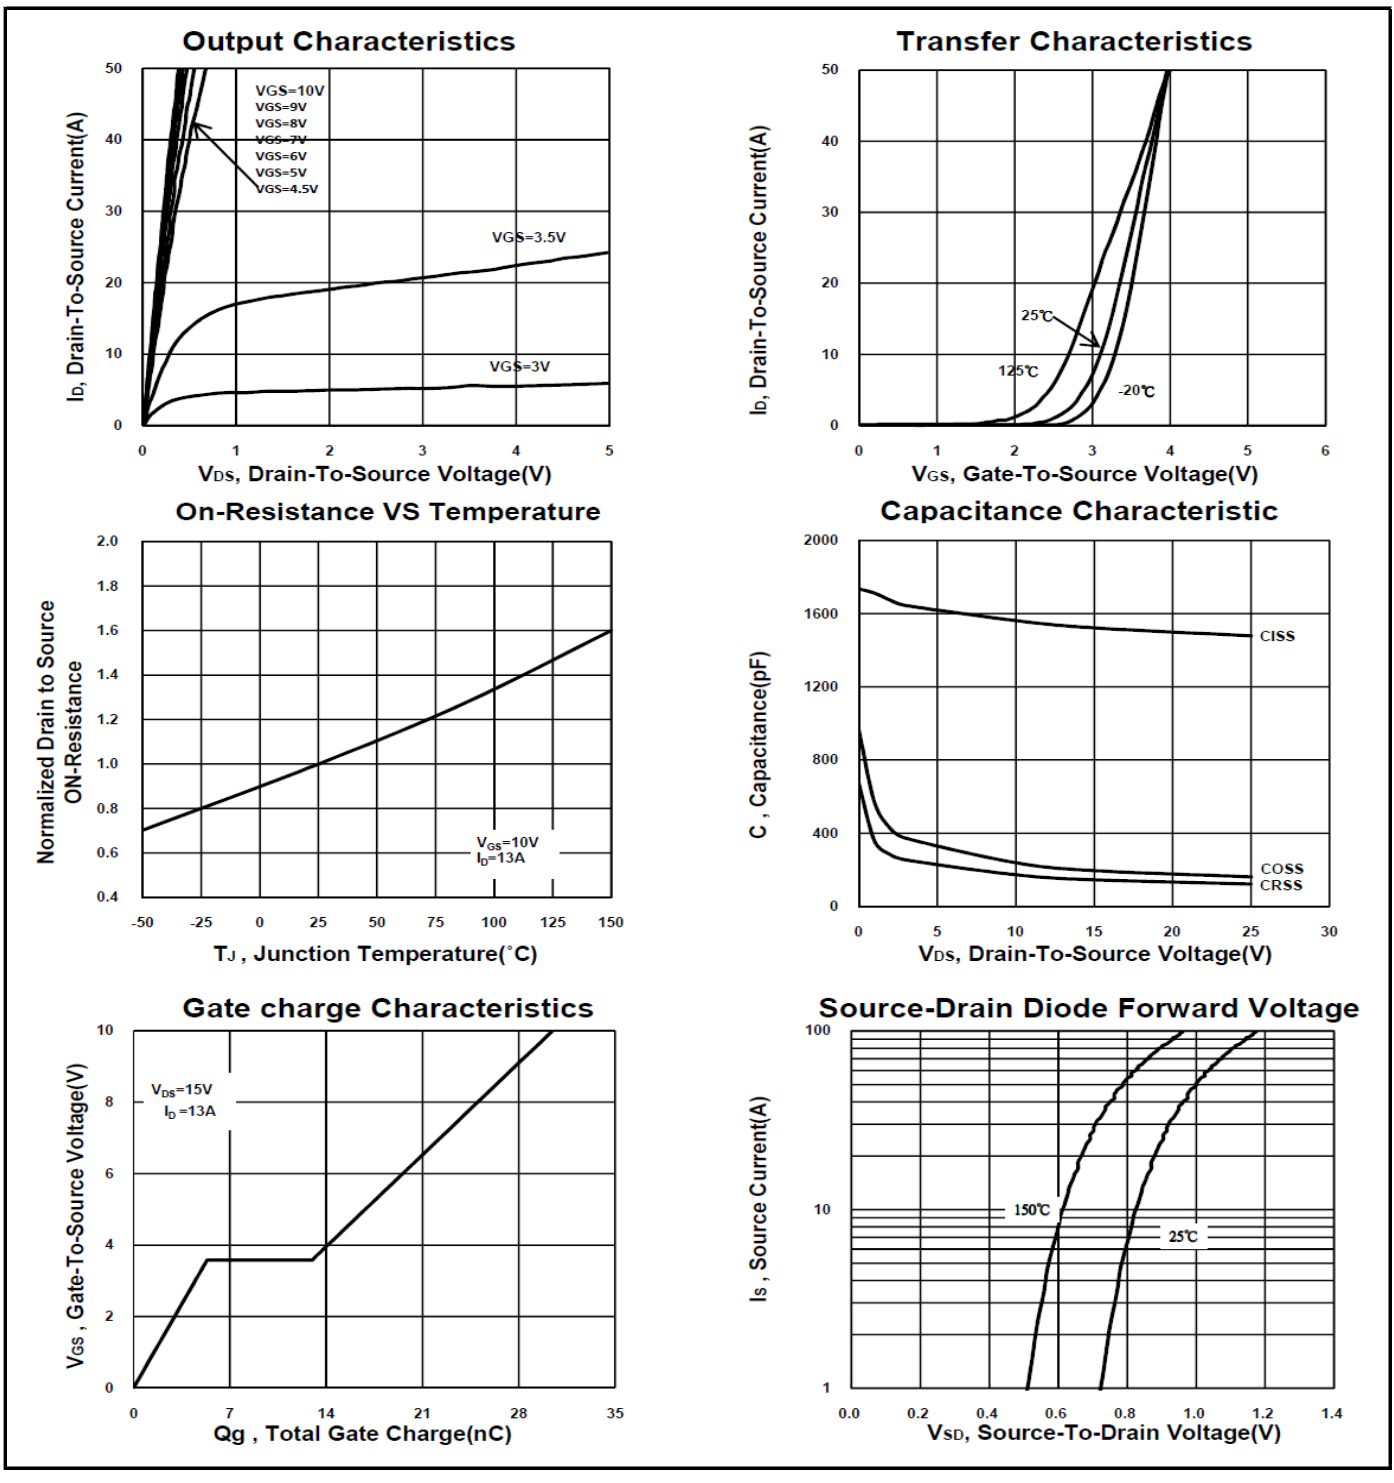 Output Characteristics
50
40
30
20
10
0
0 1 2 3 4 5
ID, Drain-To-Source Current(A)
VDS, Drain-To-Source Voltage(V)
VGS=10V
VGS=9V
VGS=8V
VGS=7V
VGS=6V
VGS=5V
VGS=4.5V
VGS=3.5V
VGS=3V
Transfer Characteristics
50
40
30
20
10
0
0 1 2 3 4 5 6
ID, Drain-To-Source Current(A)
VGS, Gate-To-Source Voltage(V)
25℃
125℃
-20℃
On-Resistance VS Temperature
2.0
1.8
1.6
1.4
1.2
1.0
0.8
0.6
0.4
-50 -25 0 25 50 75 100 125 150
Normalized Drain to Source
ON-Resistance
TJ , Junction Temperature(˚C)
VGS=10V
ID=13A
Capacitance Characteristic
2000
1600
1200
800
400
0
0 5 10 15 20 25 30
C , Capacitance(pF)
VDS, Drain-To-Source Voltage(V)
CISS
COSS
CRSS
Gate charge Characteristics
10
8
6
4
2
0
0 7 14 21 28 35
VGS , Gate-To-Source Voltage(V)
Qg , Total Gate Charge(nC)
VDS=15V
ID =13A
Source-Drain Diode Forward Voltage
100
10
1
0.0 0.2 0.4 0.6 0.8 1.0 1.2 1.4
IS , Source Current(A)
VSD, Source-To-Drain Voltage(V)
150℃
25℃